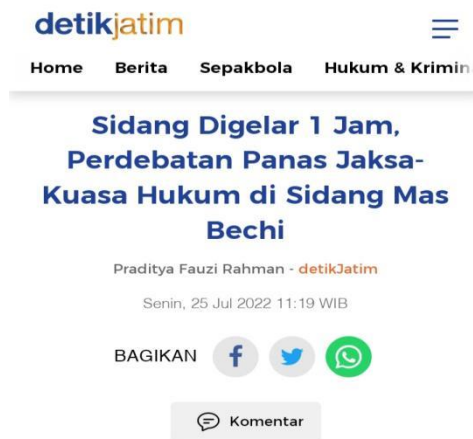 detikjatim
Home Berita Sepakbola Hukum & Krimin
Sidang Digelar 1 Jam,
Perdebatan Panas Jaksa-
Kuasa Hukum di Sidang Mas
Bechi
Praditya Fauzi Rahman - detikJatim
Senin, 25 Jul 2022 11:19 WIB
BAGIKAN
Komentar